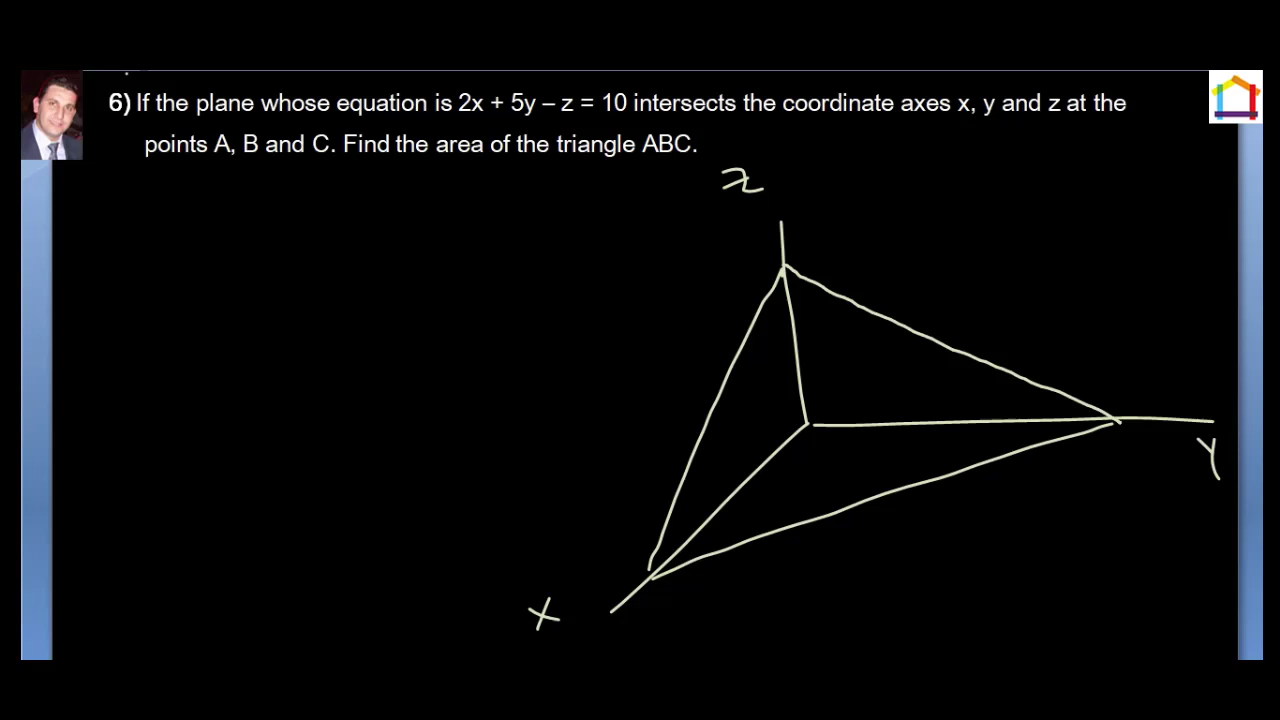 6) If the plane whose equation is 2x + 5y – z = 10 intersects the coordinate axes x, y and z at the
points A, B and C. Find the area of the triangle ABC.
z
y
x